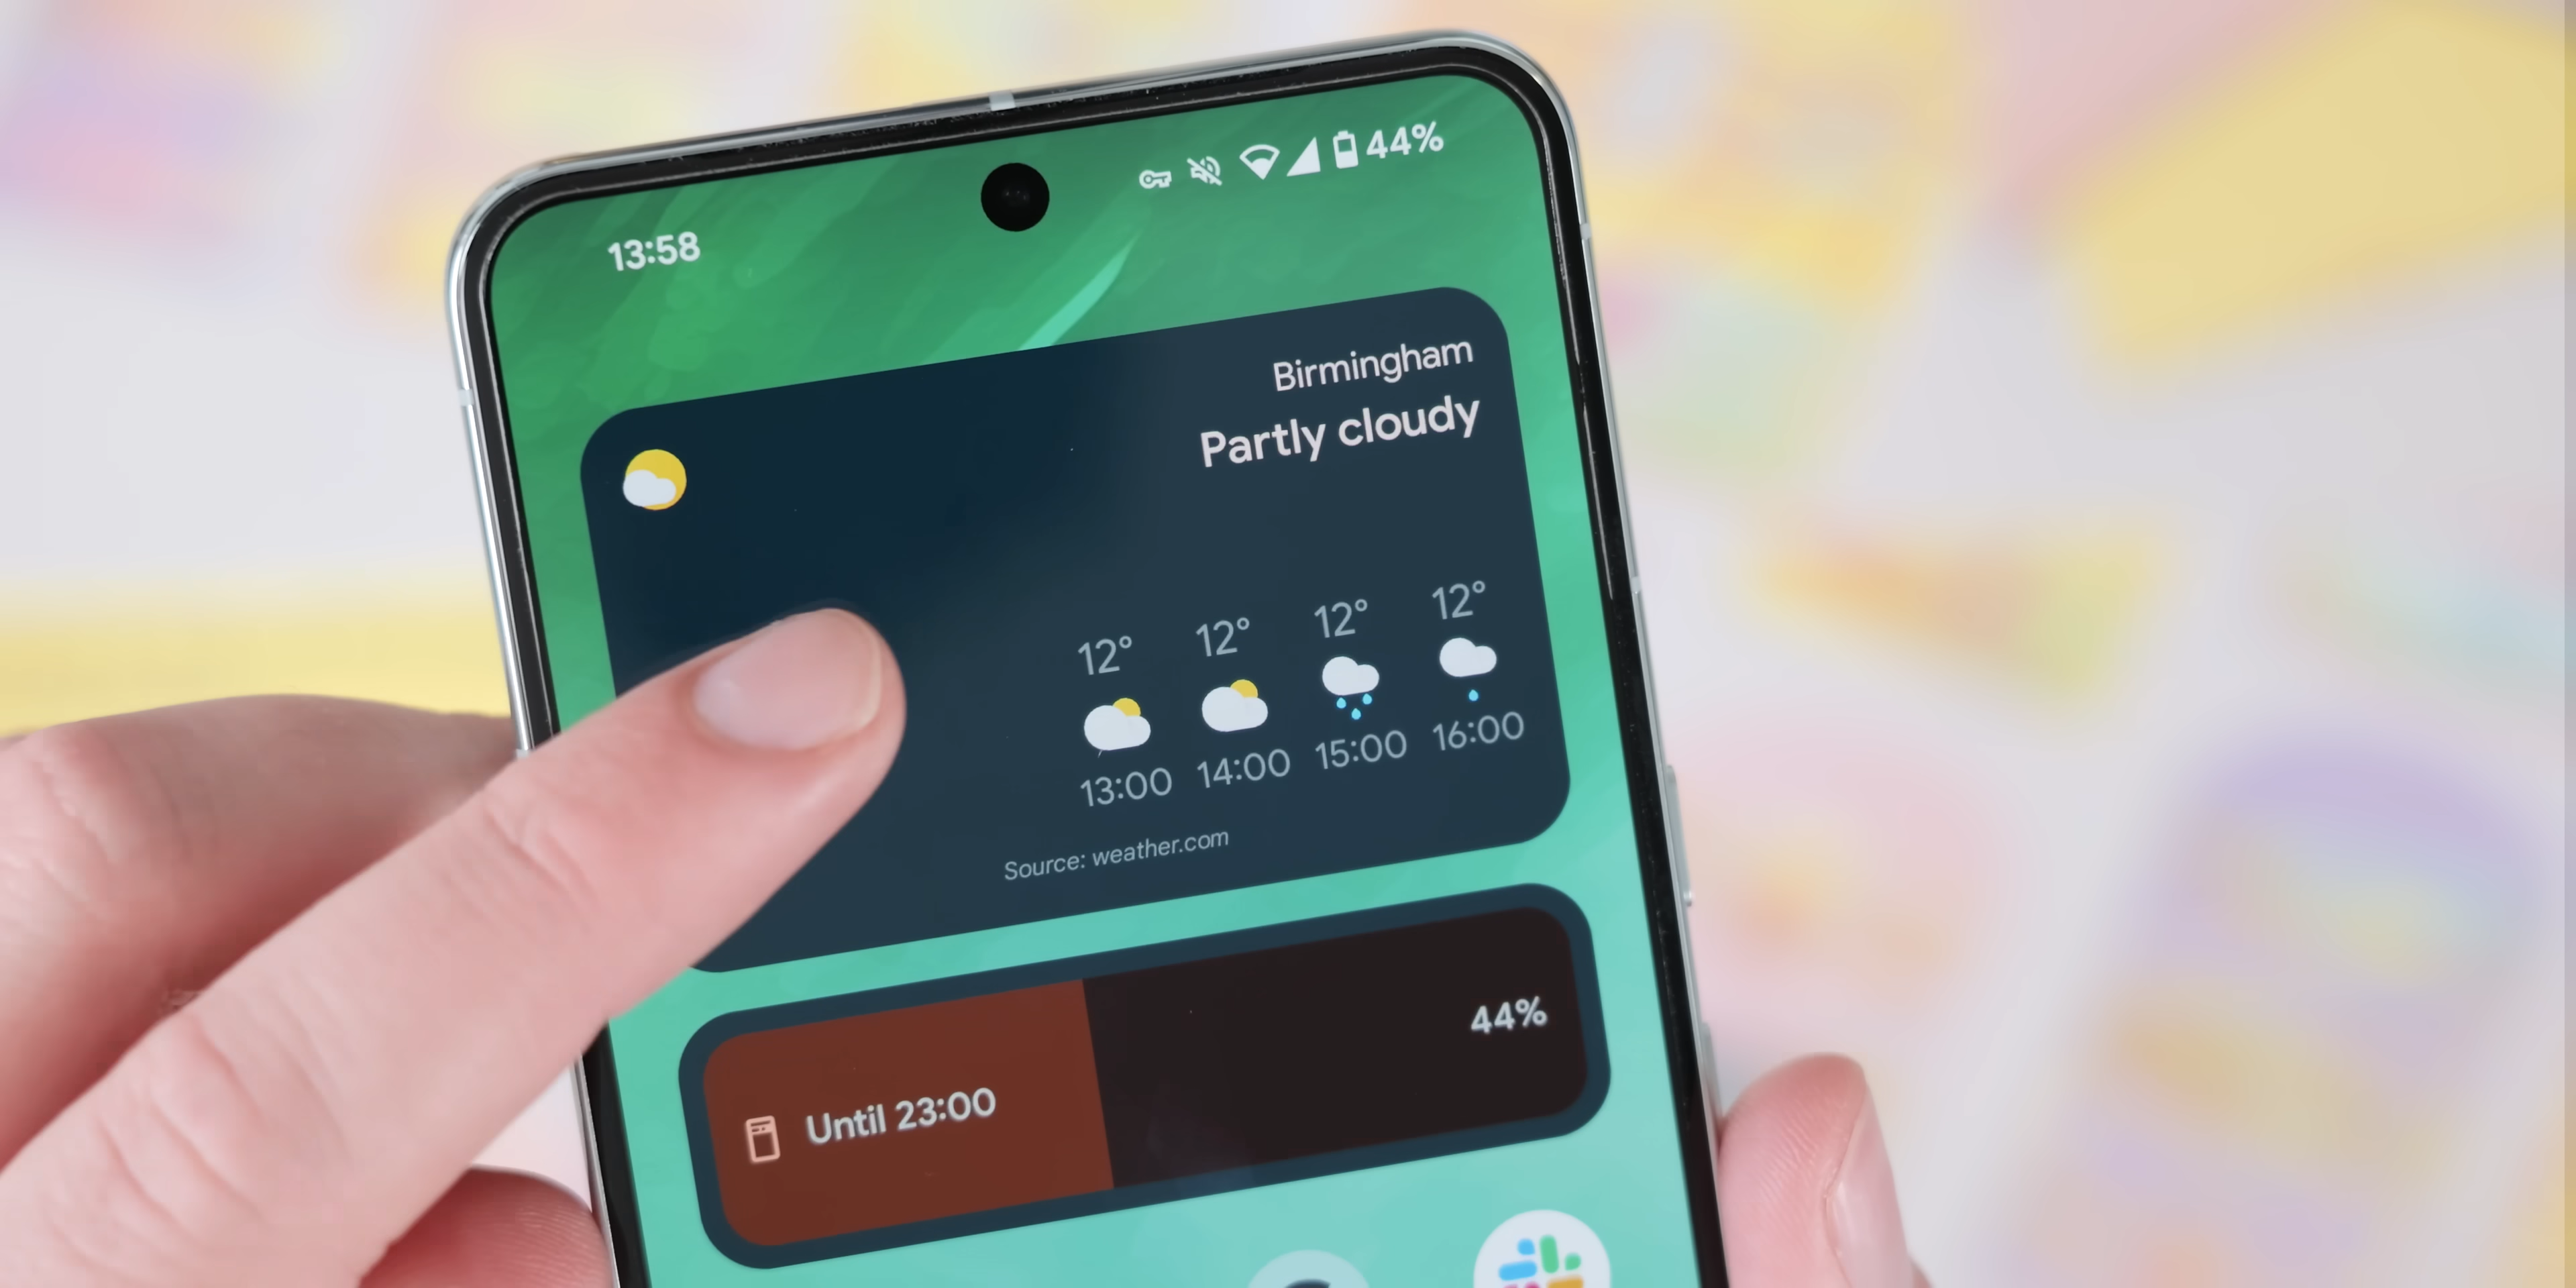 13:58
44%
Birmingham
Partly cloudy
12° 12° 12° 12°
13:00 14:00 15:00 16:00
Source: weather.com
Until 23:00
44%